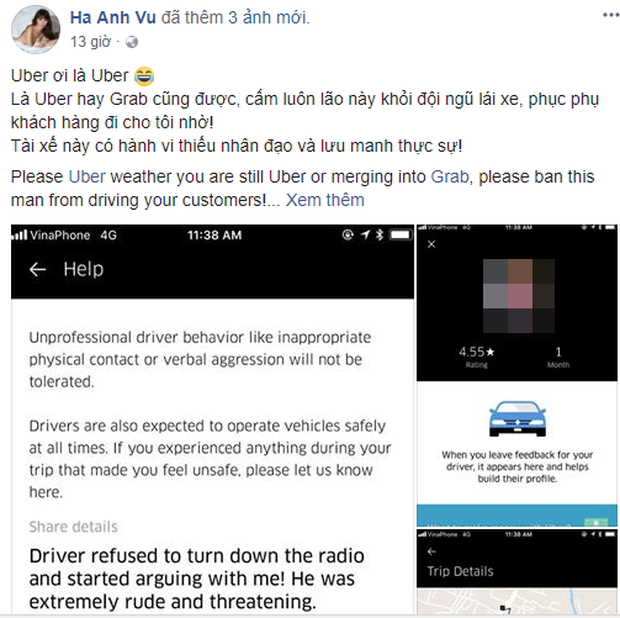 Ha Anh Vu đã thêm 3 ảnh mới.
13 giờ ·
Uber ơi là Uber 😂
Là Uber hay Grab cũng được, cấm luôn lão này khỏi đội ngũ lái xe, phục phụ
khách hàng đi cho tôi nhờ!
Tài xế này có hành vi thiếu nhân đạo và lưu manh thực sự!
Please Uber weather you are still Uber or merging into Grab, please ban this
man from driving your customers!... Xem thêm
VinaPhone 4G 11:38 AM
Help
Unprofessional driver behavior like inappropriate
physical contact or verbal aggression will not be
tolerated.
Drivers are also expected to operate vehicles safely
at all times. If you experienced anything during your
trip that made you feel unsafe, please let us know
here.
Share details
Driver refused to turn down the radio
and started arguing with me! He was
extremely rude and threatening.
VinaPhone 4G 11:38 AM
4.55★ 1
Rating Month
When you leave feedback for your
driver, it appears here and helps
build their profile.
VinaPhone 4G 11:38 AM
Trip Details